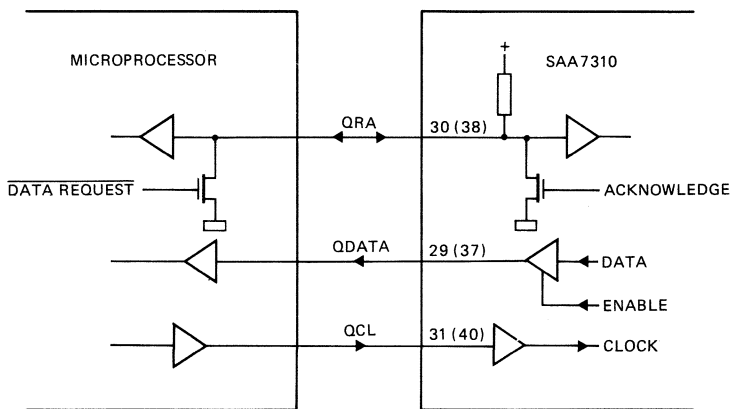 MICROPROCESSOR
SAA7310
+
QRA
30 (38)
DATA REQUEST
ACKNOWLEDGE
QDATA
29 (37)
DATA
ENABLE
QCL
31 (40)
CLOCK